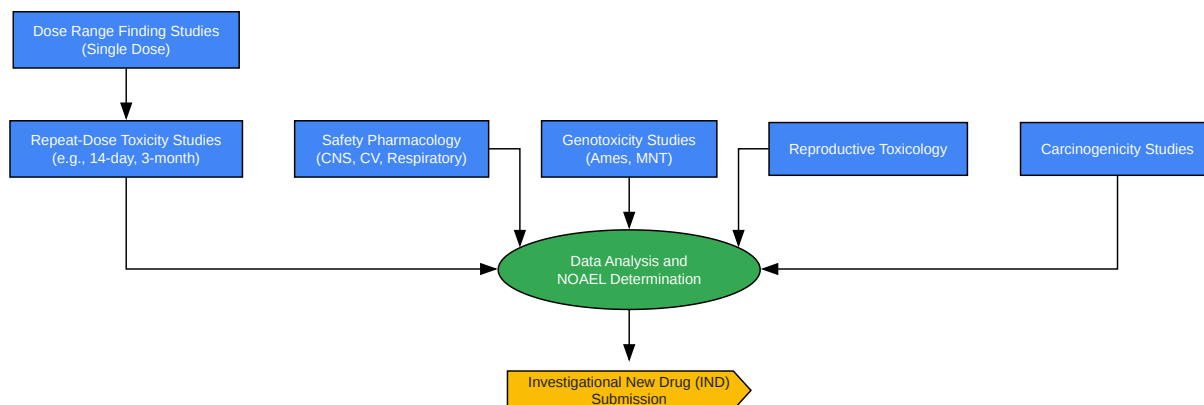 Dose Range Finding Studies
(Single Dose)
Repeat-Dose Toxicity Studies
(e.g., 14-day, 3-month)
Safety Pharmacology
(CNS, CV, Respiratory)
Genotoxicity Studies
(Ames, MNT)
Reproductive Toxicology
Carcinogenicity Studies
Data Analysis and
NOAEL Determination
Investigational New Drug (IND)
Submission